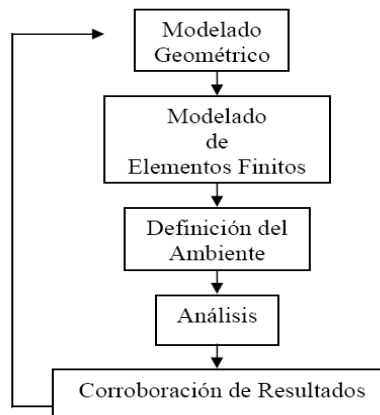 Modelado
Geométrico
Modelado
de
Elementos Finitos
Definición del
Ambiente
Análisis
Corroboración de Resultados